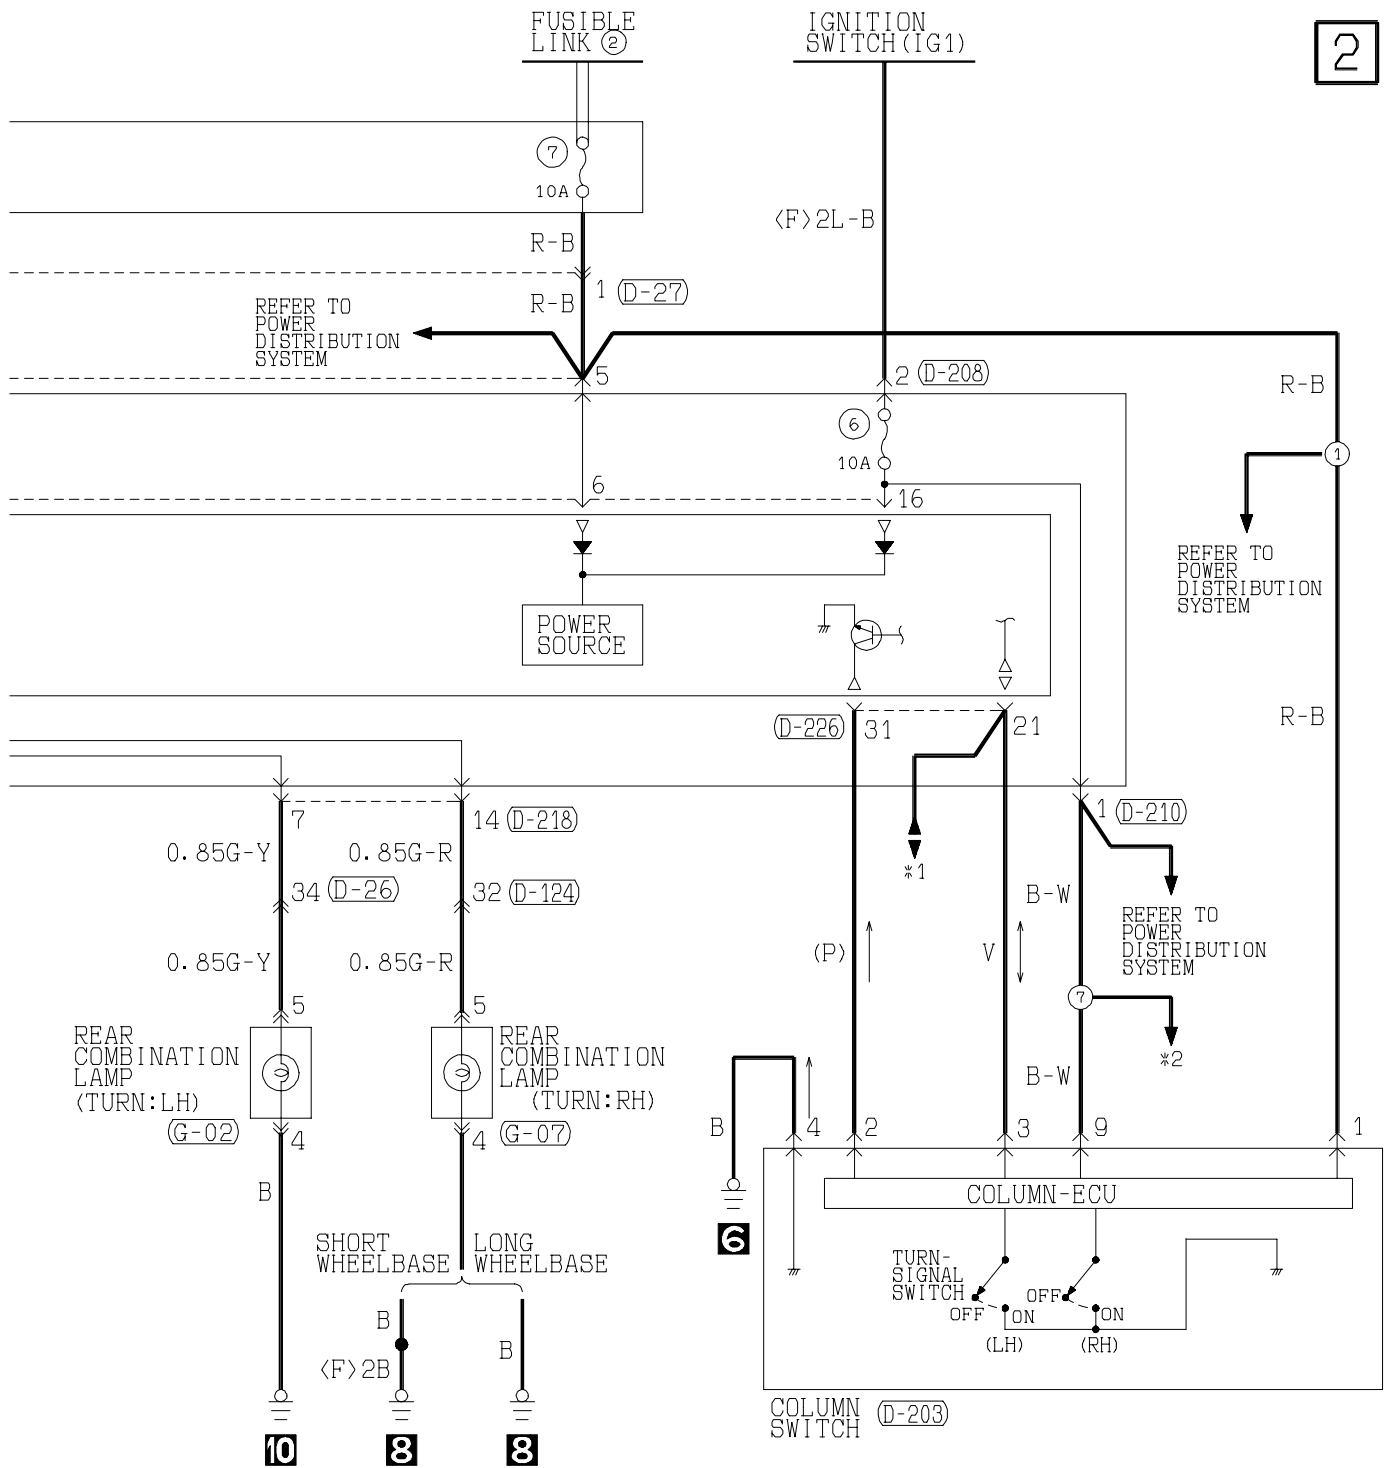 FUSIBLE
LINK ②
IGNITION
SWITCH(IG1)
2
7
10A
R-B
<F>2L-B
1 (D-27)
R-B
REFER TO
POWER
DISTRIBUTION
SYSTEM
5
2 (D-208)
R-B
6
10A
1
6
16
REFER TO
POWER
DISTRIBUTION
SYSTEM
POWER
SOURCE
(D-226) 31
21
R-B
7
14 (D-218)
1 (D-210)
0.85G-Y
0.85G-R
*1
34 (D-26)
32 (D-124)
B-W
REFER TO
POWER
DISTRIBUTION
SYSTEM
0.85G-Y
0.85G-R
(P)
V
7
5
5
REAR
COMBINATION
LAMP
(TURN:LH)
REAR
COMBINATION
LAMP
(TURN:RH)
*2
B-W
(G-02) 4
4 (G-07)
B
4
2
3
9
1
B
COLUMN-ECU
6
SHORT
WHEELBASE
LONG
WHEELBASE
TURN-
SIGNAL
SWITCH
OFF
ON
(LH)
OFF
ON
(RH)
B
<F>2B
B
10
8
8
COLUMN
SWITCH
(D-203)